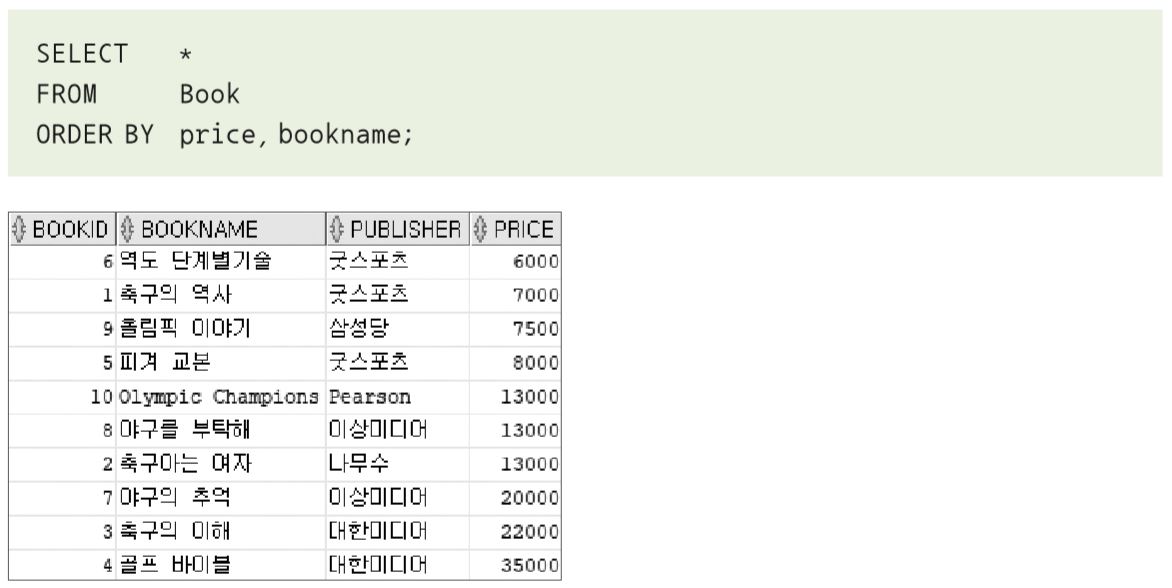 SELECT *
FROM Book
ORDER BY price, bookname;
BOOKID BOOKNAME PUBLISHER PRICE
6 역도 단계별기술 굿스포츠 6000
1 축구의 역사 굿스포츠 7000
9 올림픽 이야기 삼성당 7500
5 피겨 교본 굿스포츠 8000
10 Olympic Champions Pearson 13000
8 야구를 부탁해 이상미디어 13000
2 축구아는 여자 나무수 13000
7 야구의 추억 이상미디어 20000
3 축구의 이해 대한미디어 22000
4 골프 바이블 대한미디어 35000